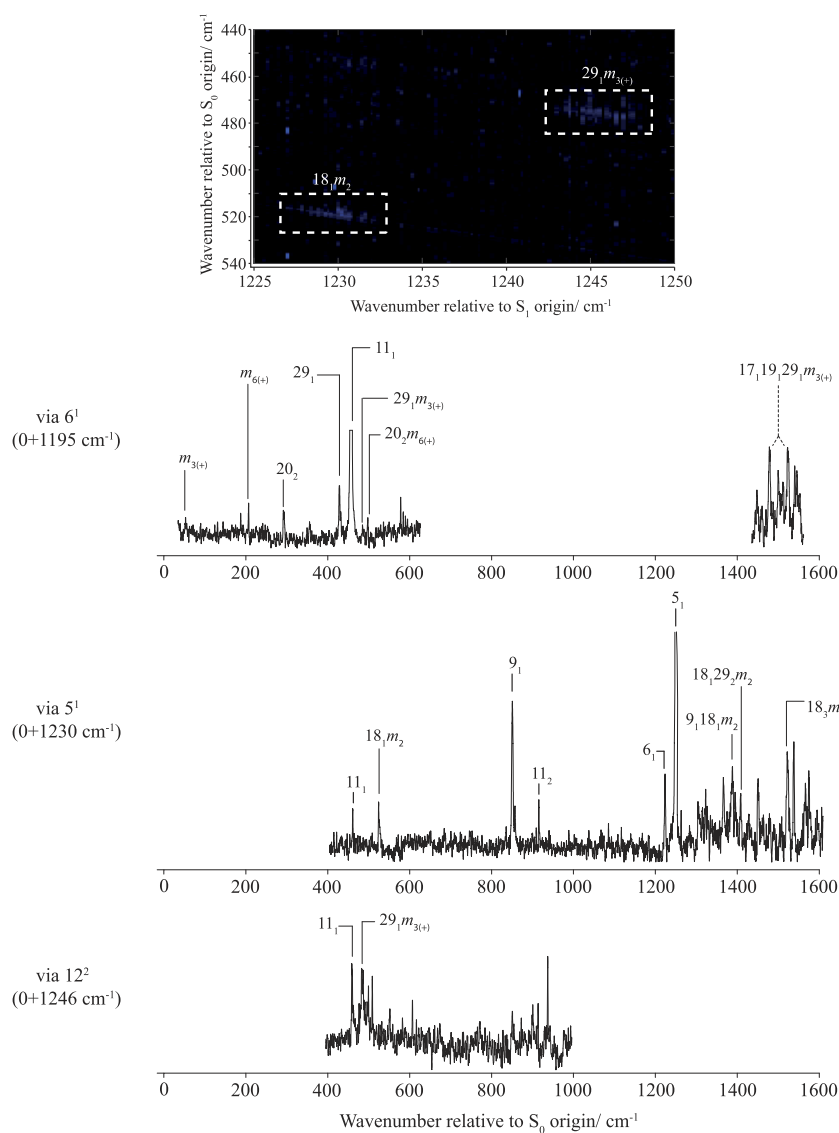 440
460
480
500
520
540
Wavenumber relative to S₀ origin/ cm⁻¹
29₁m₃₍₊₎
18₁m₂
1225 1230 1235 1240 1245 1250
Wavenumber relative to S₁ origin/ cm⁻¹
via 6¹
(0+1195 cm⁻¹)
m₃₍₊₎
m₆₍₊₎
20₂
29₁
11₁
29₁m₃₍₊₎
20₂m₆₍₊₎
17₁19₁29₁m₃₍₊₎
0 200 400 600 800 1000 1200 1400 1600
via 5¹
(0+1230 cm⁻¹)
11₁
18₁m₂
9₁
11₂
6₁
5₁
18₁29₂m₂
9₁18₁m₂
18₃m
0 200 400 600 800 1000 1200 1400 1600
via 12²
(0+1246 cm⁻¹)
11₁
29₁m₃₍₊₎
0 200 400 600 800 1000 1200 1400 1600
Wavenumber relative to S₀ origin/ cm⁻¹